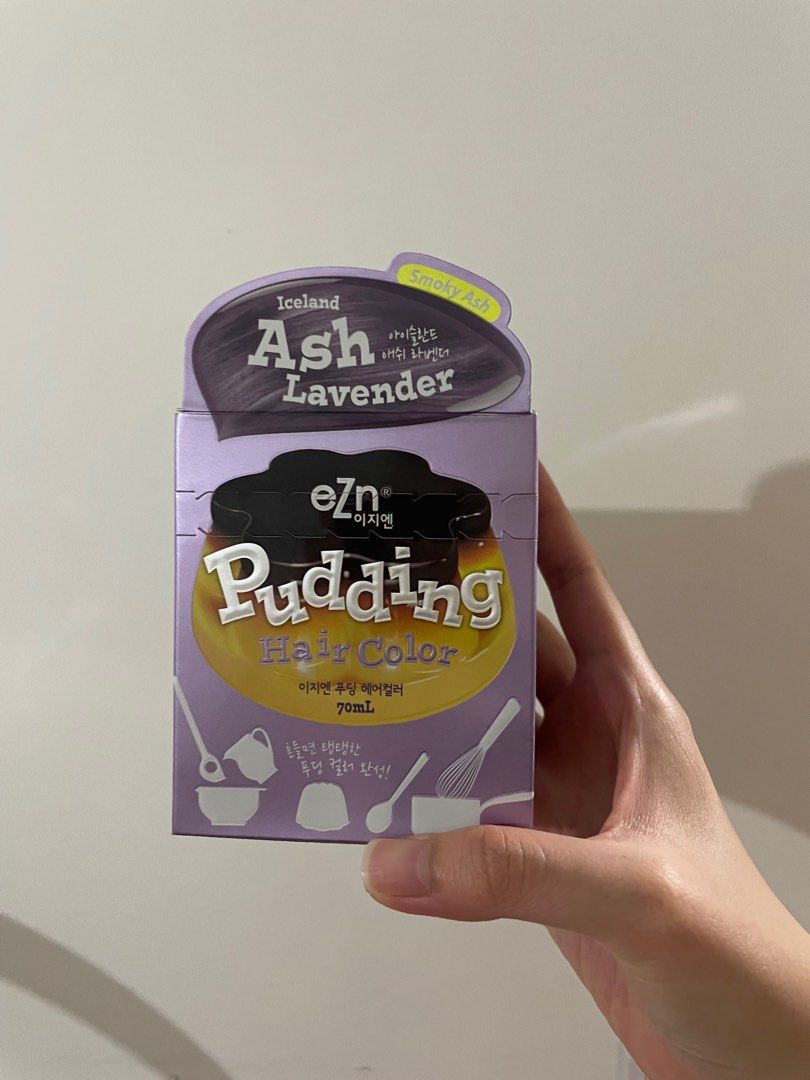 Smoky Ash
Iceland
Ash
아이슬란드
애쉬 라벤더
Lavender
eZn®
이지엔
Pudding
Hair Color
이지엔 푸딩 헤어컬러
70mL
흔들면 탱탱한
푸딩 컬러 완성!